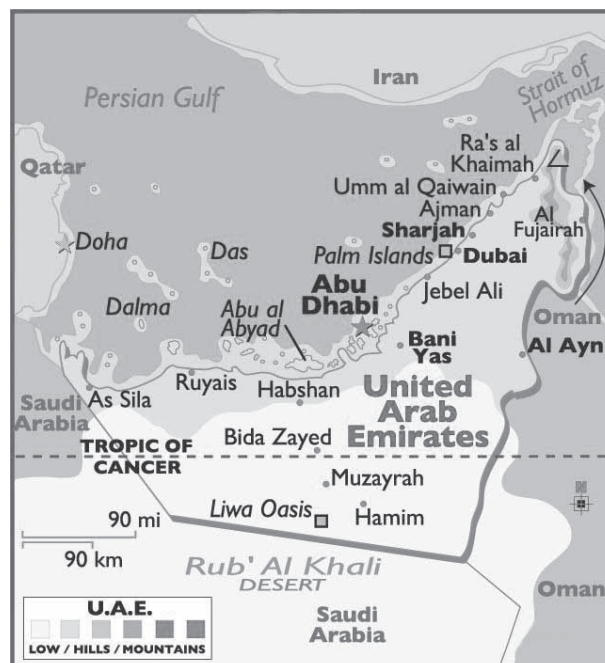 Iran
Strait of
Hormuz
Persian Gulf
Qatar
Ra's al
Khaimah
Umm al Qaiwain
Ajman
Al
Fujairah
Sharjah
Doha
Das
Palm Islands
Dubai
Abu
Dhabi
Jebel Ali
Dalma
Abu al
Abyad
Oman
Bani
Yas
Al Ayn
Ruyais
Habshan
As Sila
United
Arab
Emirates
Saudi
Arabia
Bida Zayed
TROPIC OF
CANCER
Muzayrah
N
Liwa Oasis
Hamim
90 mi
90 km
Rub' Al Khali
DESERT
Oman
U.A.E.
Saudi
Arabia
LOW / HILLS / MOUNTAINS